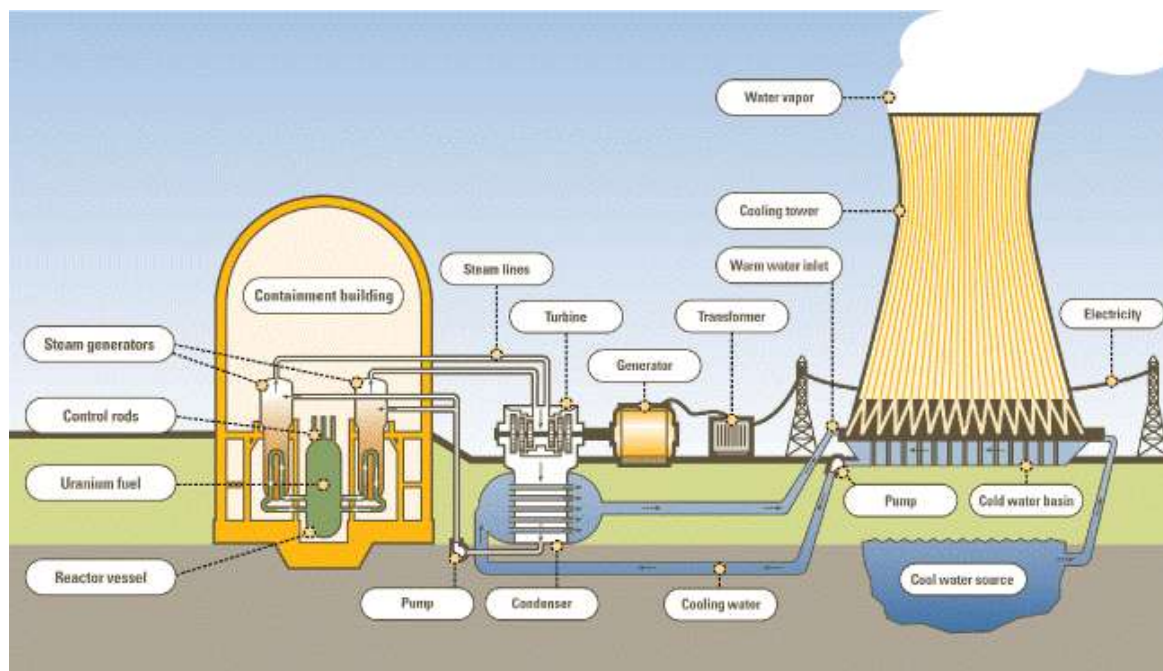 Water vapor
Cooling tower
Steam lines
Warm water inlet
Containment building
Turbine
Transformer
Electricity
Steam generators
Generator
Control rods
Uranium fuel
Pump
Cold water basin
Reactor vessel
Cool water source
Pump
Condenser
Cooling water